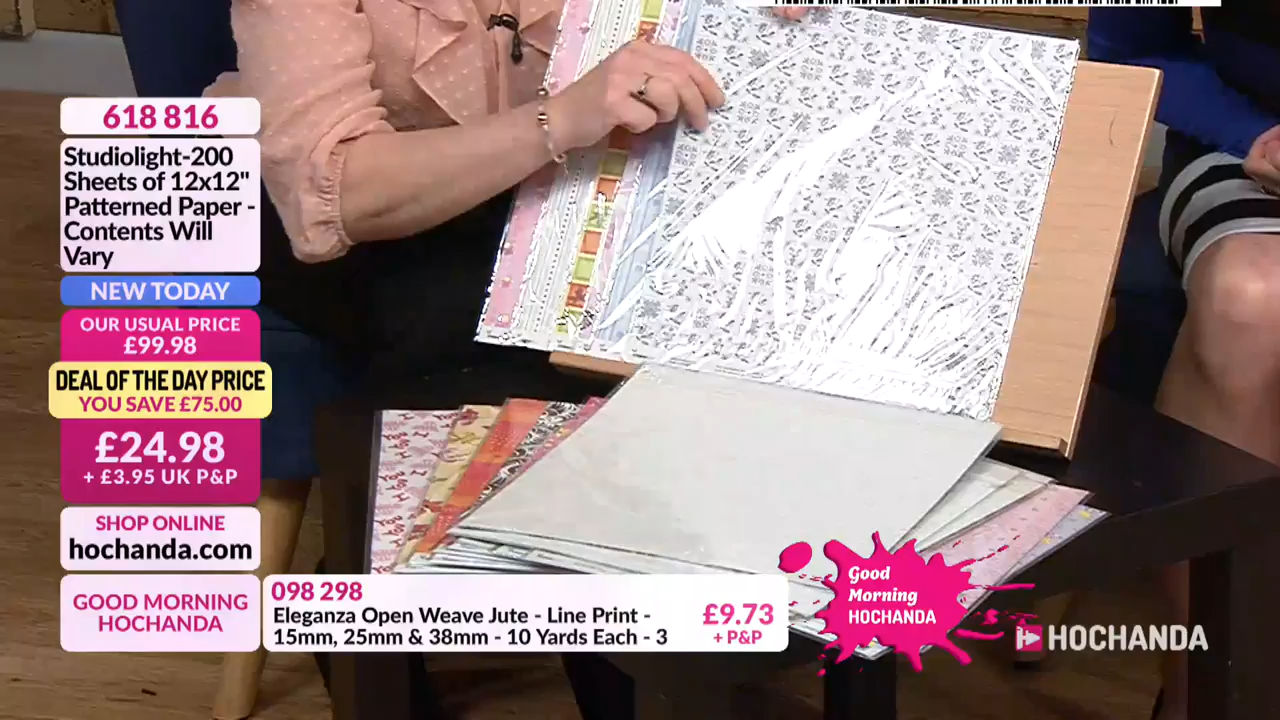 618 816
Studiolight-200
Sheets of 12x12"
Patterned Paper -
Contents Will
Vary
NEW TODAY
OUR USUAL PRICE
£99.98
DEAL OF THE DAY PRICE
YOU SAVE £75.00
£24.98
+ £3.95 UK P&P
SHOP ONLINE
hochanda.com
GOOD MORNING
HOCHANDA
098 298
Eleganza Open Weave Jute - Line Print -
15mm, 25mm & 38mm - 10 Yards Each - 3
£9.73
+ P&P
Good
Morning
HOCHANDA
HOCHANDA